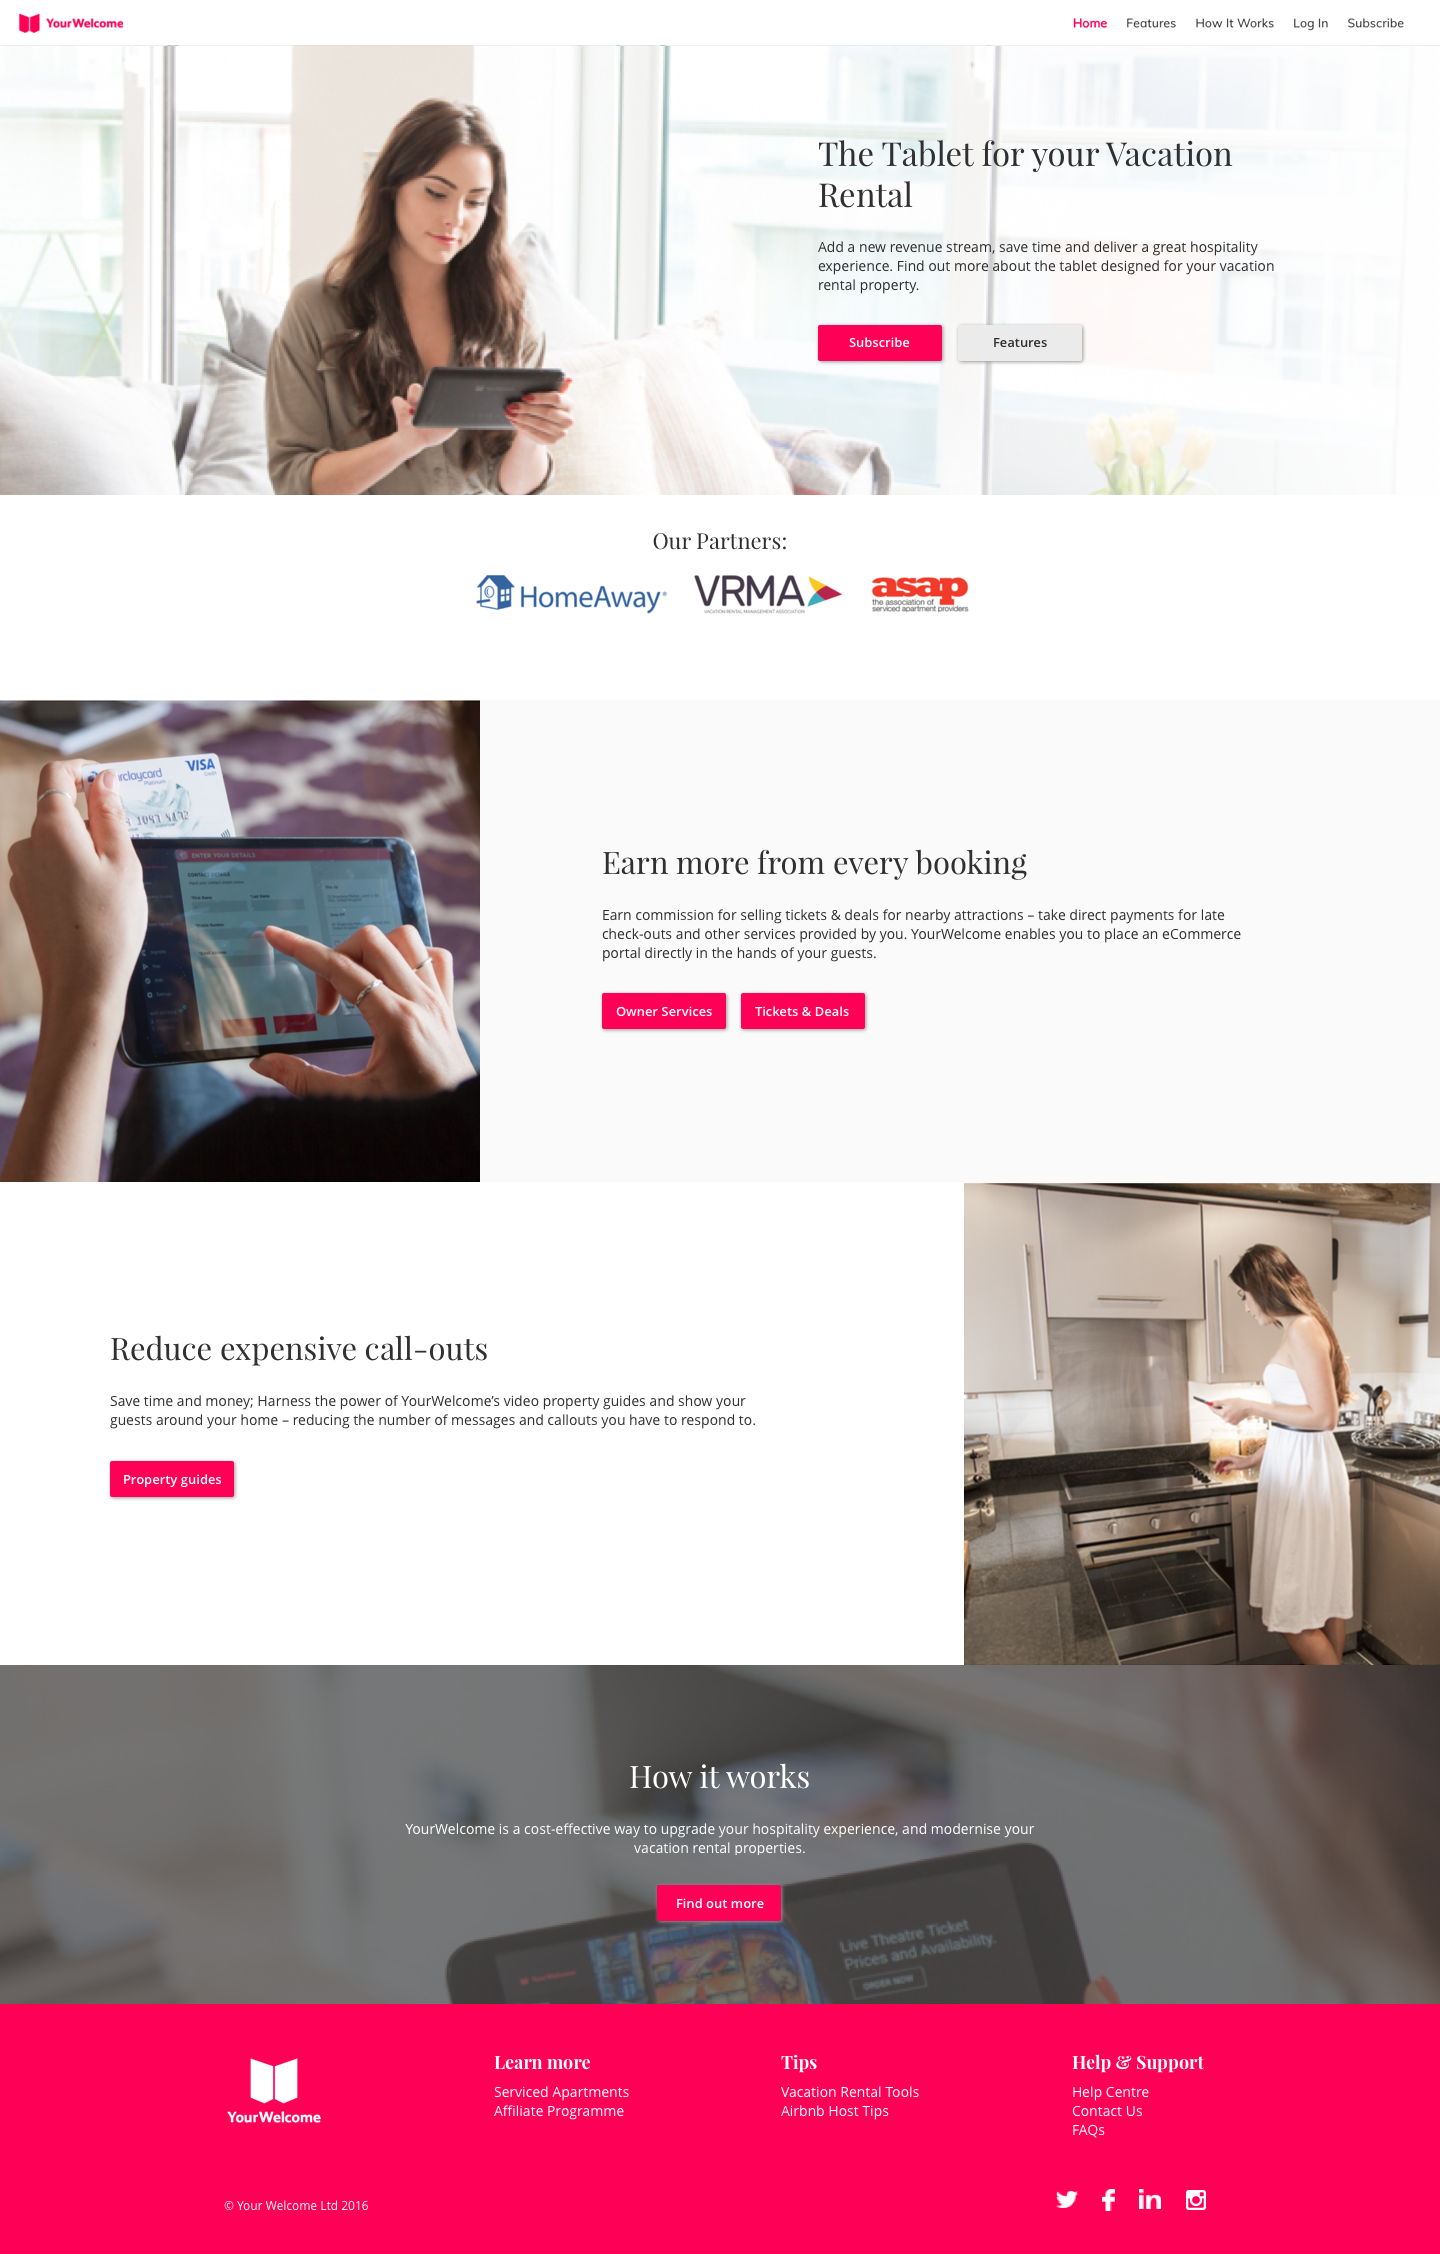 YourWelcome
Home Features How It Works Log In Subscribe
The Tablet for your Vacation
Rental
Add a new revenue stream, save time and deliver a great hospitality
experience. Find out more about the tablet designed for your vacation
rental property.
Subscribe Features
Our Partners:
HomeAway®
VRMA
VACATION RENTAL MANAGEMENT ASSOCIATION
asap
the association of
serviced apartment providers
VISA
ENTER YOUR DETAILS
CONTACT DETAILS
Earn more from every booking
Earn commission for selling tickets & deals for nearby attractions – take direct payments for late
check-outs and other services provided by you. YourWelcome enables you to place an eCommerce
portal directly in the hands of your guests.
Owner Services Tickets & Deals
Reduce expensive call-outs
Save time and money; Harness the power of YourWelcome’s video property guides and show your
guests around your home – reducing the number of messages and callouts you have to respond to.
Property guides
How it works
YourWelcome is a cost-effective way to upgrade your hospitality experience, and modernise your
vacation rental properties.
Find out more
Live Theatre Ticket
Prices and Availability.
ORDER NOW
YourWelcome
YourWelcome
Learn more
Serviced Apartments
Affiliate Programme
Tips
Vacation Rental Tools
Airbnb Host Tips
Help & Support
Help Centre
Contact Us
FAQs
© Your Welcome Ltd 2016